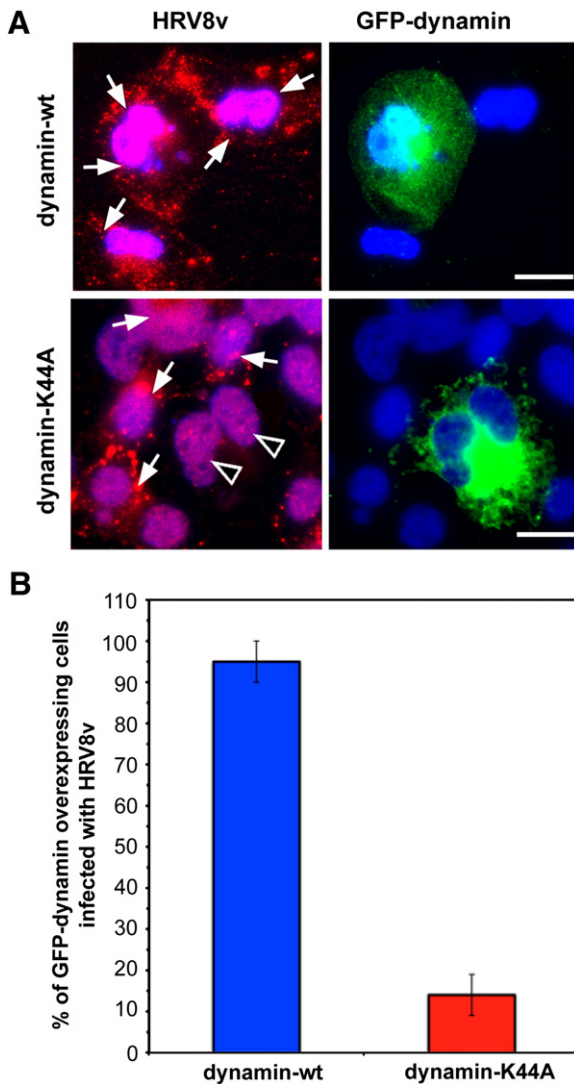 A
HRV8v
GFP-dynamin
dynamin-wt
dynamin-K44A
B
% of GFP-dynamin overexpressing cells
infected with HRV8v
110
100
90
80
70
60
50
40
30
20
10
0
dynamin-wt
dynamin-K44A